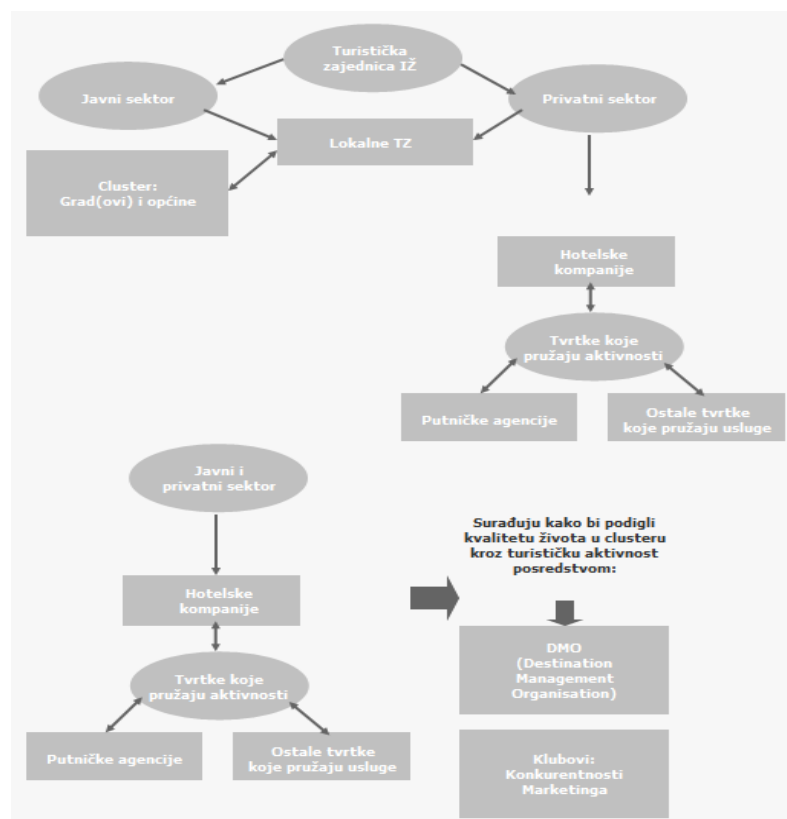 Turistička
zajednica IŽ
Javni sektor
Privatni sektor
Lokalne TZ
Cluster:
Grad(ovi) i općine
Hotelske
kompanije
Tvrtke koje
pružaju aktivnosti
Putničke agencije
Ostale tvrtke
koje pružaju usluge
Javni i
privatni sektor
Hotelske
kompanije
Tvrtke koje
pružaju aktivnosti
Putničke agencije
Ostale tvrtke
koje pružaju usluge
Surađuju kako bi podigli
kvalitetu života u clusteru
kroz turističku aktivnost
posredstvom:
DMO
(Destination
Management
Organisation)
Klubovi:
Konkurentnosti
Marketinga